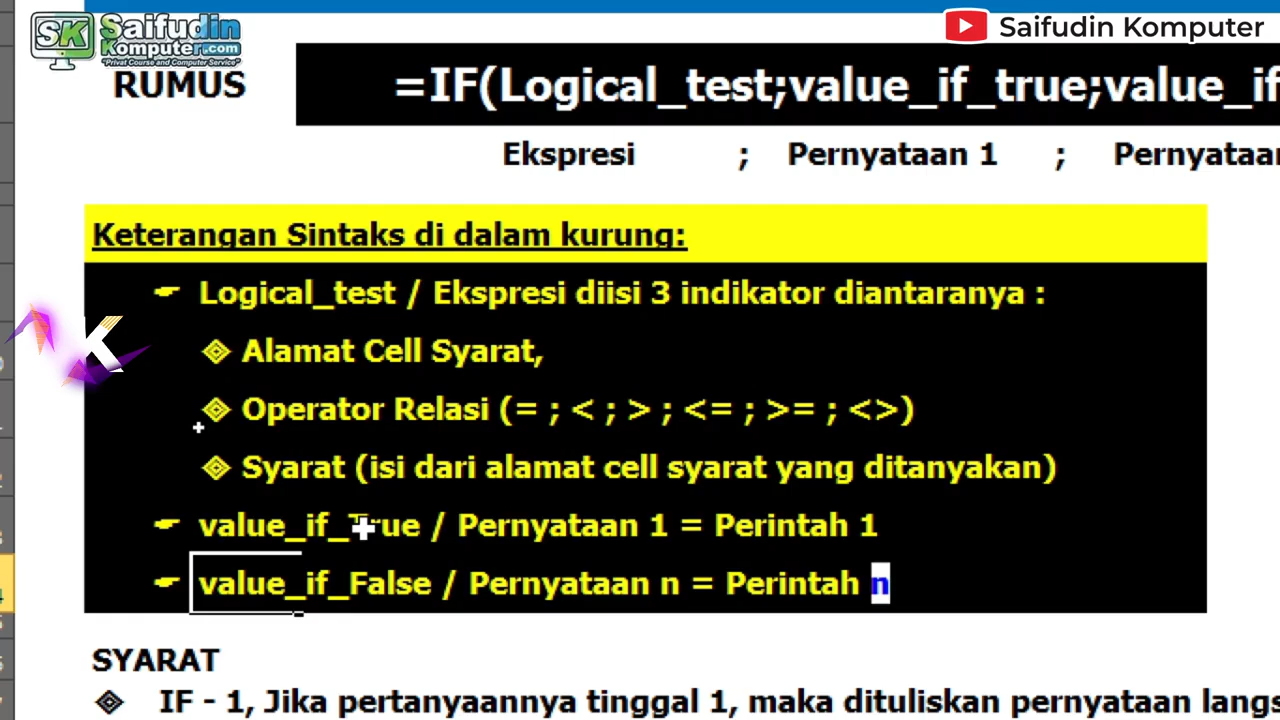 SK Saifudin
Komputer.com
"Privat Course and Computer Service"
Saifudin Komputer
RUMUS
=IF(Logical_test;value_if_true;value_if
Ekspresi ; Pernyataan 1 ; Pernyataan
Keterangan Sintaks di dalam kurung:
Logical_test / Ekspresi diisi 3 indikator diantaranya :
K
Alamat Cell Syarat,
Operator Relasi (= ; < ; > ; <= ; >= ; <>)
Syarat (isi dari alamat cell syarat yang ditanyakan)
value_if_True / Pernyataan 1 = Perintah 1
value_if_False / Pernyataan n = Perintah n
SYARAT
IF - 1, Jika pertanyaannya tinggal 1, maka dituliskan pernyataan langs